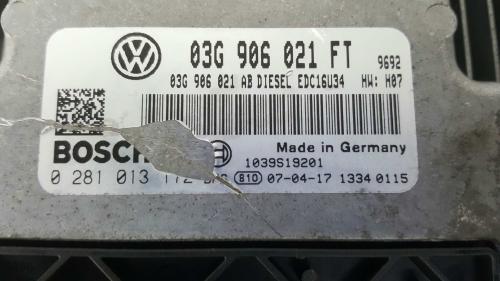 03G 906 021 FT 9692
03G 906 021 AB DIESEL EDC16U34 HW: H07
Made in Germany
1039S19201
0 281 013 B10 07-04-17 1334 0115